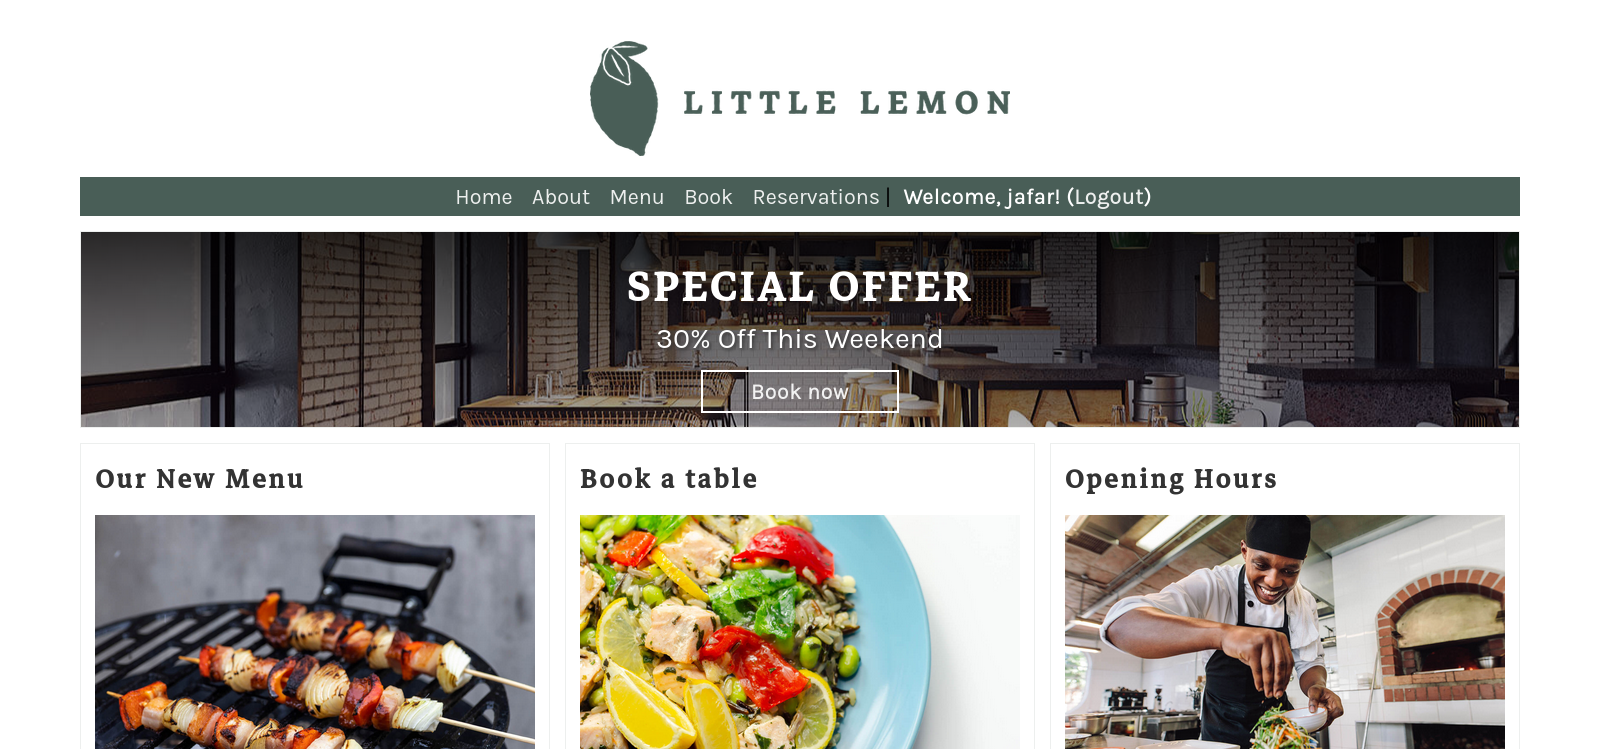 LITTLE LEMON
Home About Menu Book Reservations | Welcome, jafar! (Logout)
SPECIAL OFFER
30% Off This Weekend
Book now
Our New Menu
Book a table
Opening Hours